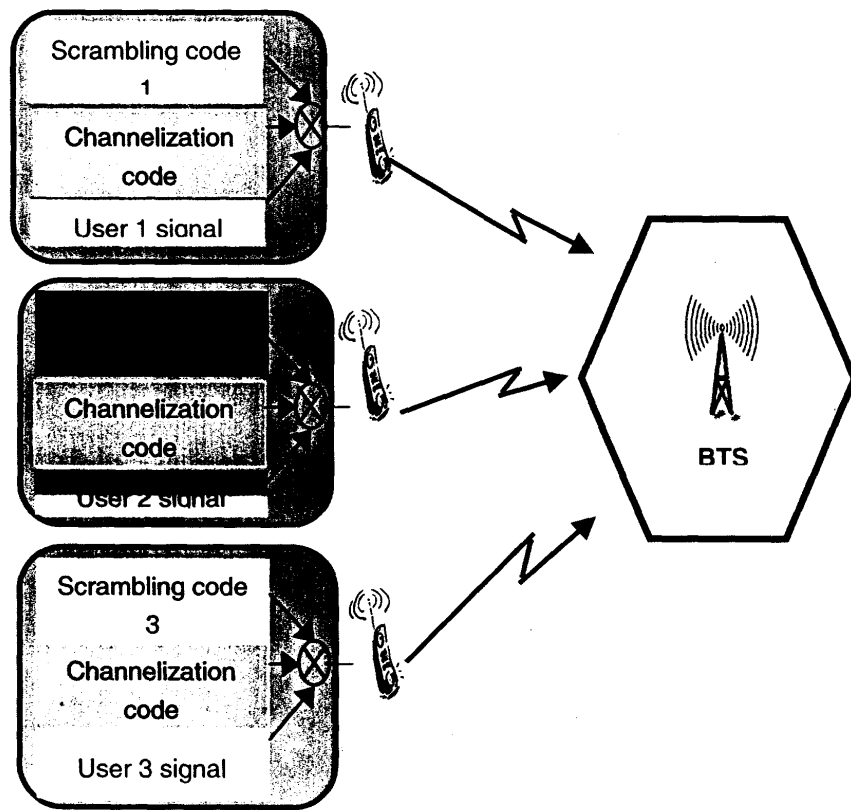 Scrambling code
1
Channelization
code
User 1 signal
Channelization
code
User 2 signal
BTS
Scrambling code
3
Channelization
code
User 3 signal